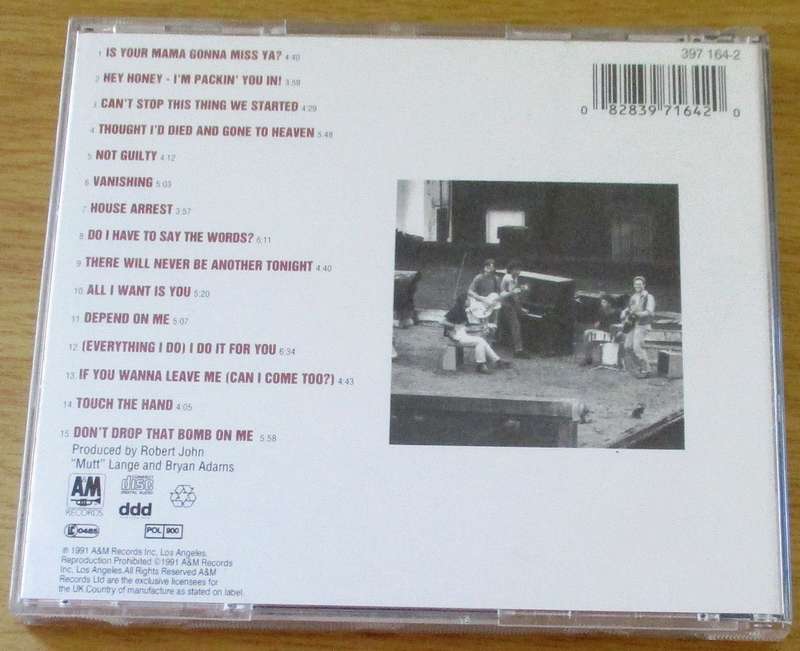 1 IS YOUR MAMA GONNA MISS YA? 4:40
2 HEY HONEY - I'M PACKIN' YOU IN! 3:59
3 CAN'T STOP THIS THING WE STARTED 4:29
4 THOUGHT I'D DIED AND GONE TO HEAVEN 5:48
5 NOT GUILTY 4:12
6 VANISHING 5:03
7 HOUSE ARREST 3:57
8 DO I HAVE TO SAY THE WORDS? 6:11
9 THERE WILL NEVER BE ANOTHER TONIGHT 4:40
10 ALL I WANT IS YOU 5:20
11 DEPEND ON ME 5:07
12 (EVERYTHING I DO) I DO IT FOR YOU 6:34
13 IF YOU WANNA LEAVE ME (CAN I COME TOO?) 4:43
14 TOUCH THE HAND 4:05
15 DON'T DROP THAT BOMB ON ME 5:58
Produced by Robert John
"Mutt" Lange and Bryan Adams
397 164-2
0 82839 71642 0
A&M
RECORDS
COMPACT
disc
DIGITAL AUDIO
ddd
LC 0485
POL 900
℗ 1991 A&M Records Inc, Los Angeles.
Reproduction Prohibited ©1991 A&M Records
Inc, Los Angeles. All Rights Reserved A&M
Records Ltd are the exclusive licensees for
the UK. Country of manufacture as stated on label.